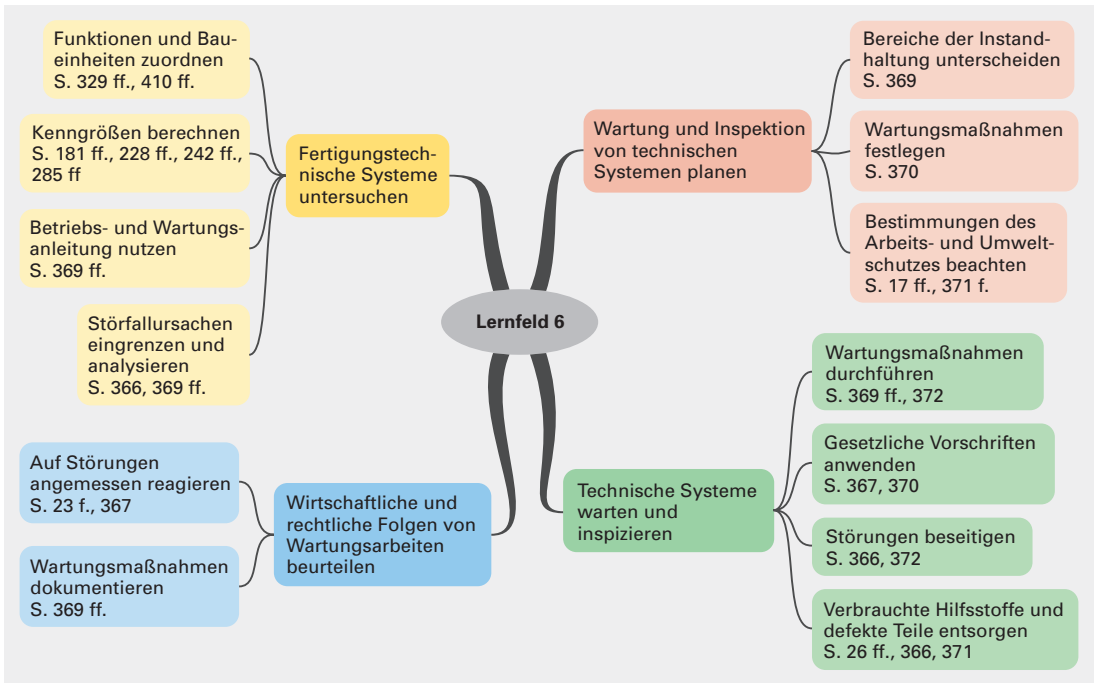 Funktionen und Bau-
einheiten zuordnen
S. 329 ff., 410 ff.
Kenngrößen berechnen
S. 181 ff., 228 ff., 242 ff.,
285 ff
Betriebs- und Wartungs-
anleitung nutzen
S. 369 ff.
Störfallursachen
eingrenzen und
analysieren
S. 366, 369 ff.
Fertigungstech-
nische Systeme
untersuchen
Wartung und Inspektion
von technischen
Systemen planen
Bereiche der Instand-
haltung unterscheiden
S. 369
Wartungsmaßnahmen
festlegen
S. 370
Bestimmungen des
Arbeits- und Umwelt-
schutzes beachten
S. 17 ff., 371 f.
Lernfeld 6
Auf Störungen
angemessen reagieren
S. 23 f., 367
Wartungsmaßnahmen
dokumentieren
S. 369 ff.
Wirtschaftliche und
rechtliche Folgen von
Wartungsarbeiten
beurteilen
Technische Systeme
warten und
inspizieren
Wartungsmaßnahmen
durchführen
S. 369 ff., 372
Gesetzliche Vorschriften
anwenden
S. 367, 370
Störungen beseitigen
S. 366, 372
Verbrauchte Hilfsstoffe und
defekte Teile entsorgen
S. 26 ff., 366, 371